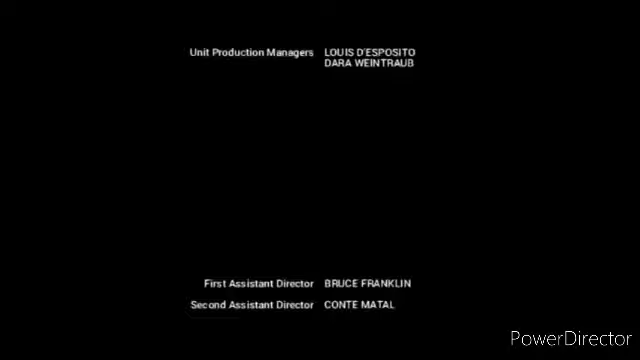 Unit Production Managers LOUIS D'ESPOSITO
DARA WEINTRAUB
First Assistant Director BRUCE FRANKLIN
Second Assistant Director CONTE MATAL
PowerDirector